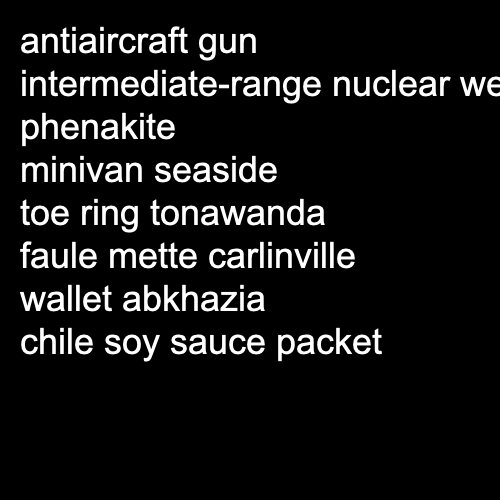 antiaircraft gun
intermediate-range nuclear we
phenakite
minivan seaside
toe ring tonawanda
faule mette carlinville
wallet abkhazia
chile soy sauce packet